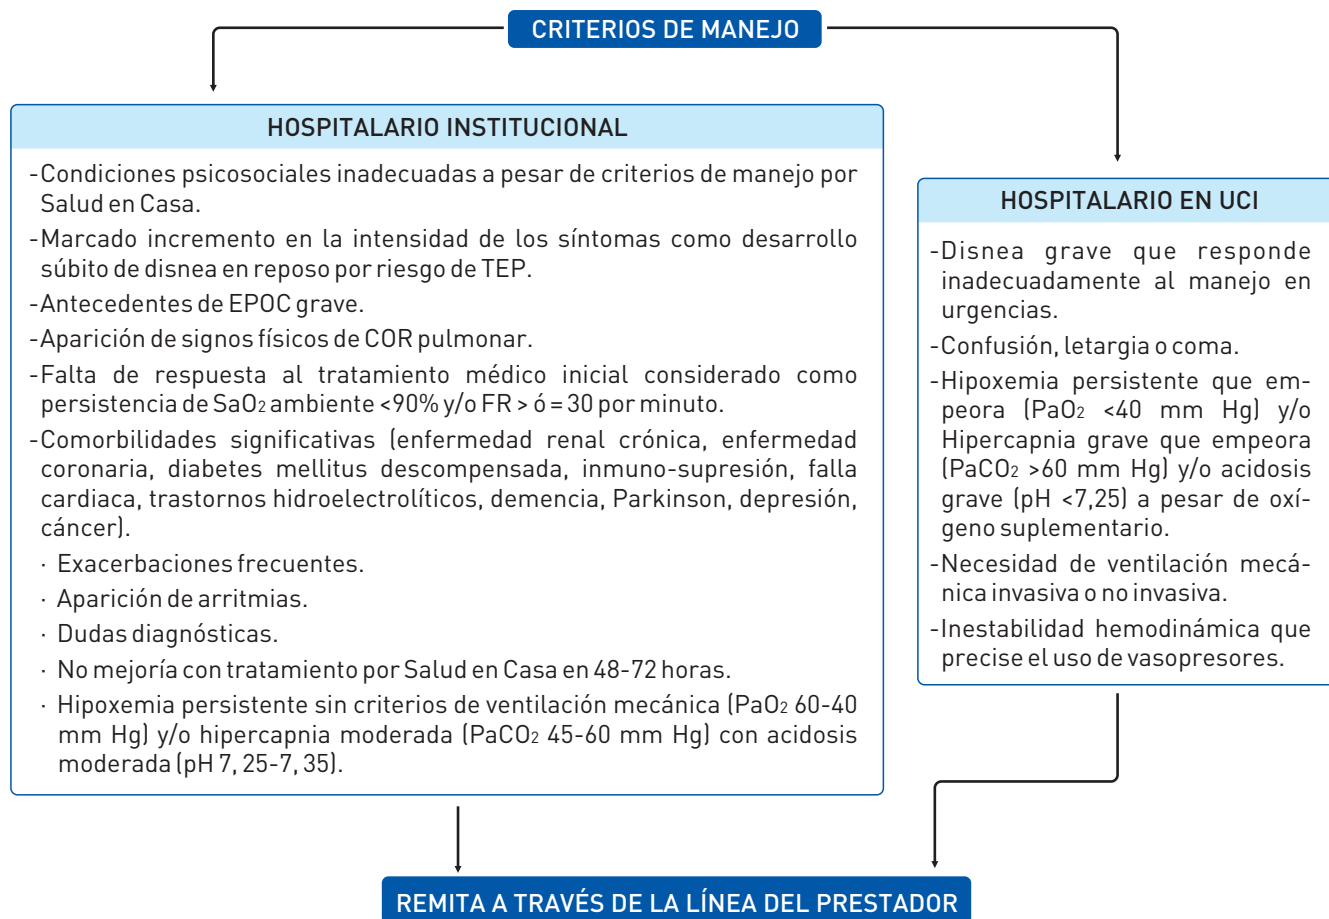 CRITERIOS DE MANEJO
HOSPITALARIO INSTITUCIONAL
-Condiciones psicosociales inadecuadas a pesar de criterios de manejo por
Salud en Casa.
-Marcado incremento en la intensidad de los síntomas como desarrollo
súbito de disnea en reposo por riesgo de TEP.
-Antecedentes de EPOC grave.
-Aparición de signos físicos de COR pulmonar.
-Falta de respuesta al tratamiento médico inicial considerado como
persistencia de SaO2 ambiente <90% y/o FR > ó = 30 por minuto.
-Comorbilidades significativas (enfermedad renal crónica, enfermedad
coronaria, diabetes mellitus descompensada, inmuno-supresión, falla
cardiaca, trastornos hidroelectrolíticos, demencia, Parkinson, depresión,
cáncer).
· Exacerbaciones frecuentes.
· Aparición de arritmias.
· Dudas diagnósticas.
· No mejoría con tratamiento por Salud en Casa en 48-72 horas.
· Hipoxemia persistente sin criterios de ventilación mecánica (PaO2 60-40
mm Hg) y/o hipercapnia moderada (PaCO2 45-60 mm Hg) con acidosis
moderada (pH 7, 25-7, 35).
HOSPITALARIO EN UCI
-Disnea grave que responde
inadecuadamente al manejo en
urgencias.
-Confusión, letargia o coma.
-Hipoxemia persistente que em-
peora (PaO2 <40 mm Hg) y/o
Hipercapnia grave que empeora
(PaCO2 >60 mm Hg) y/o acidosis
grave (pH <7,25) a pesar de oxí-
geno suplementario.
-Necesidad de ventilación mecá-
nica invasiva o no invasiva.
-Inestabilidad hemodinámica que
precise el uso de vasopresores.
REMITA A TRAVÉS DE LA LÍNEA DEL PRESTADOR